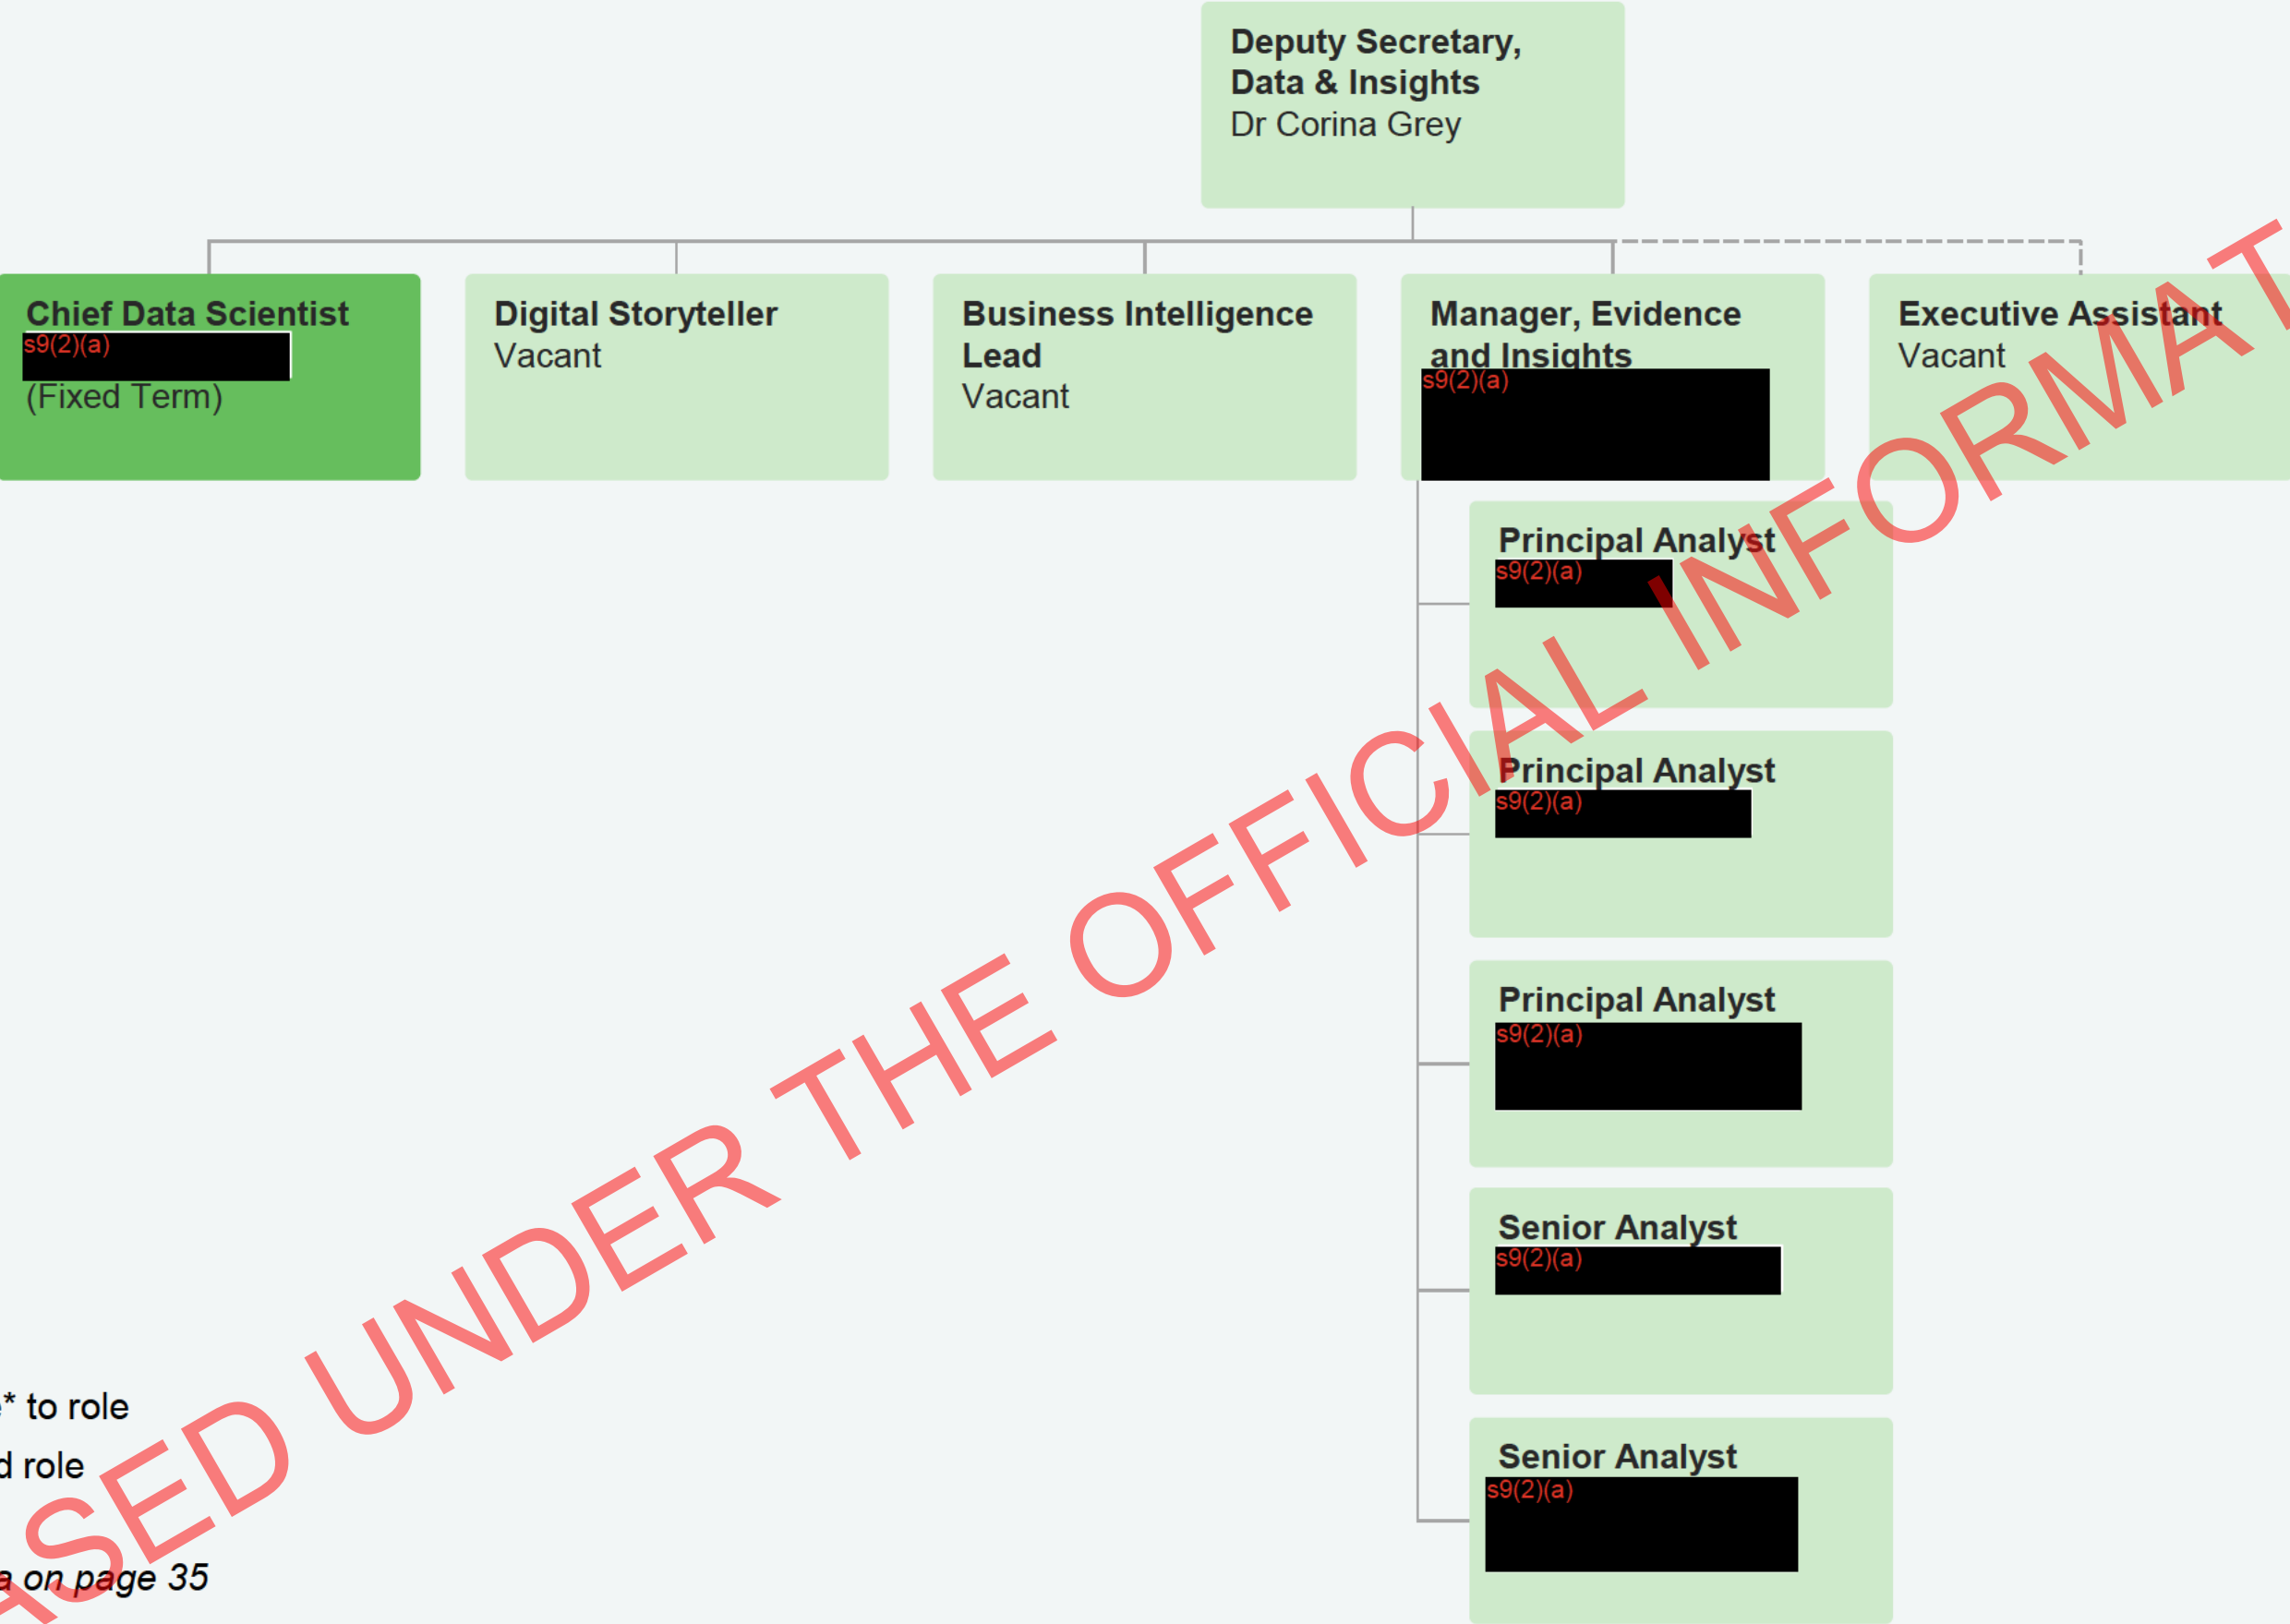 Deputy Secretary,
Data & Insights
Dr Corina Grey
Chief Data Scientist
s9(2)(a)
(Fixed Term)
Digital Storyteller
Vacant
Business Intelligence
Lead
Vacant
Manager, Evidence
and Insights
s9(2)(a)
Executive Assistant
Vacant
Principal Analyst
s9(2)(a)
Principal Analyst
s9(2)(a)
Principal Analyst
s9(2)(a)
Senior Analyst
s9(2)(a)
Senior Analyst
s9(2)(a)
* to role
role
on page 35
UNDER THE OFFICIAL